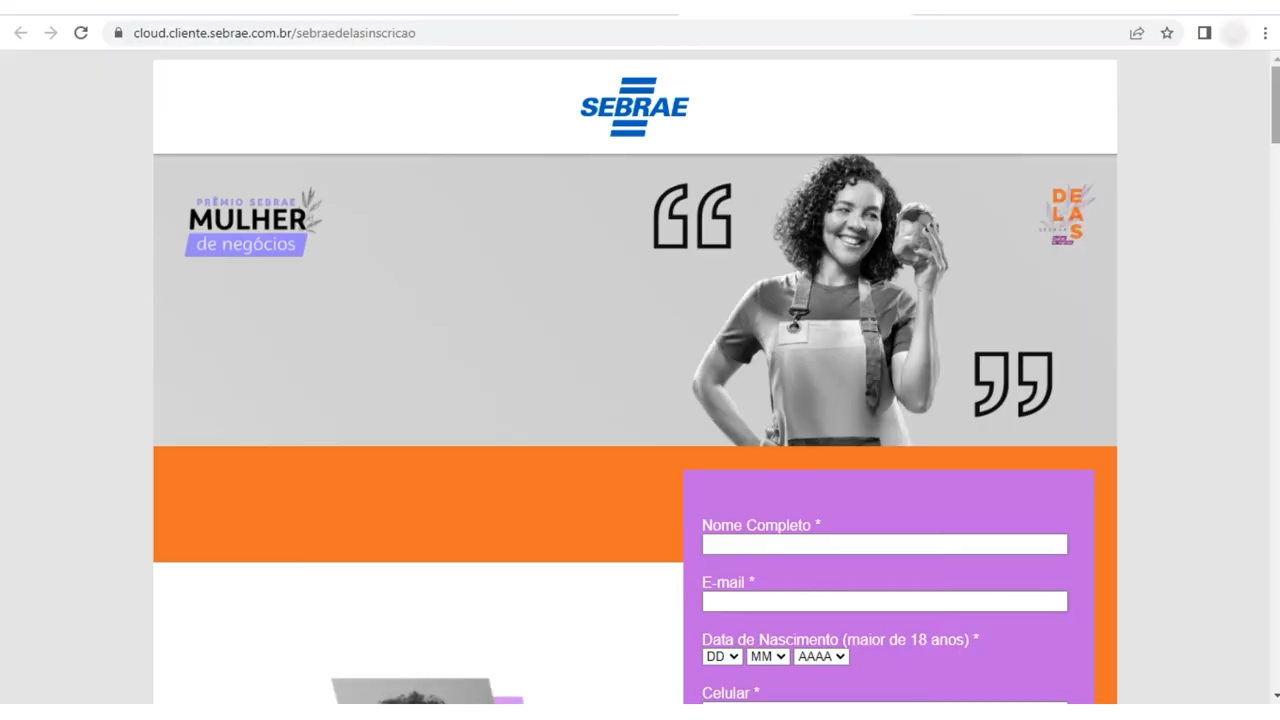 cloud.cliente.sebrae.com.br/sebraedelasinscricao
SEBRAE
PRÊMIO SEBRAE
MULHER
de negócios
DE
LA
S
SEBRAE
Nome Completo *
E-mail *
Data de Nascimento (maior de 18 anos) *
DD MM AAAA
Celular *